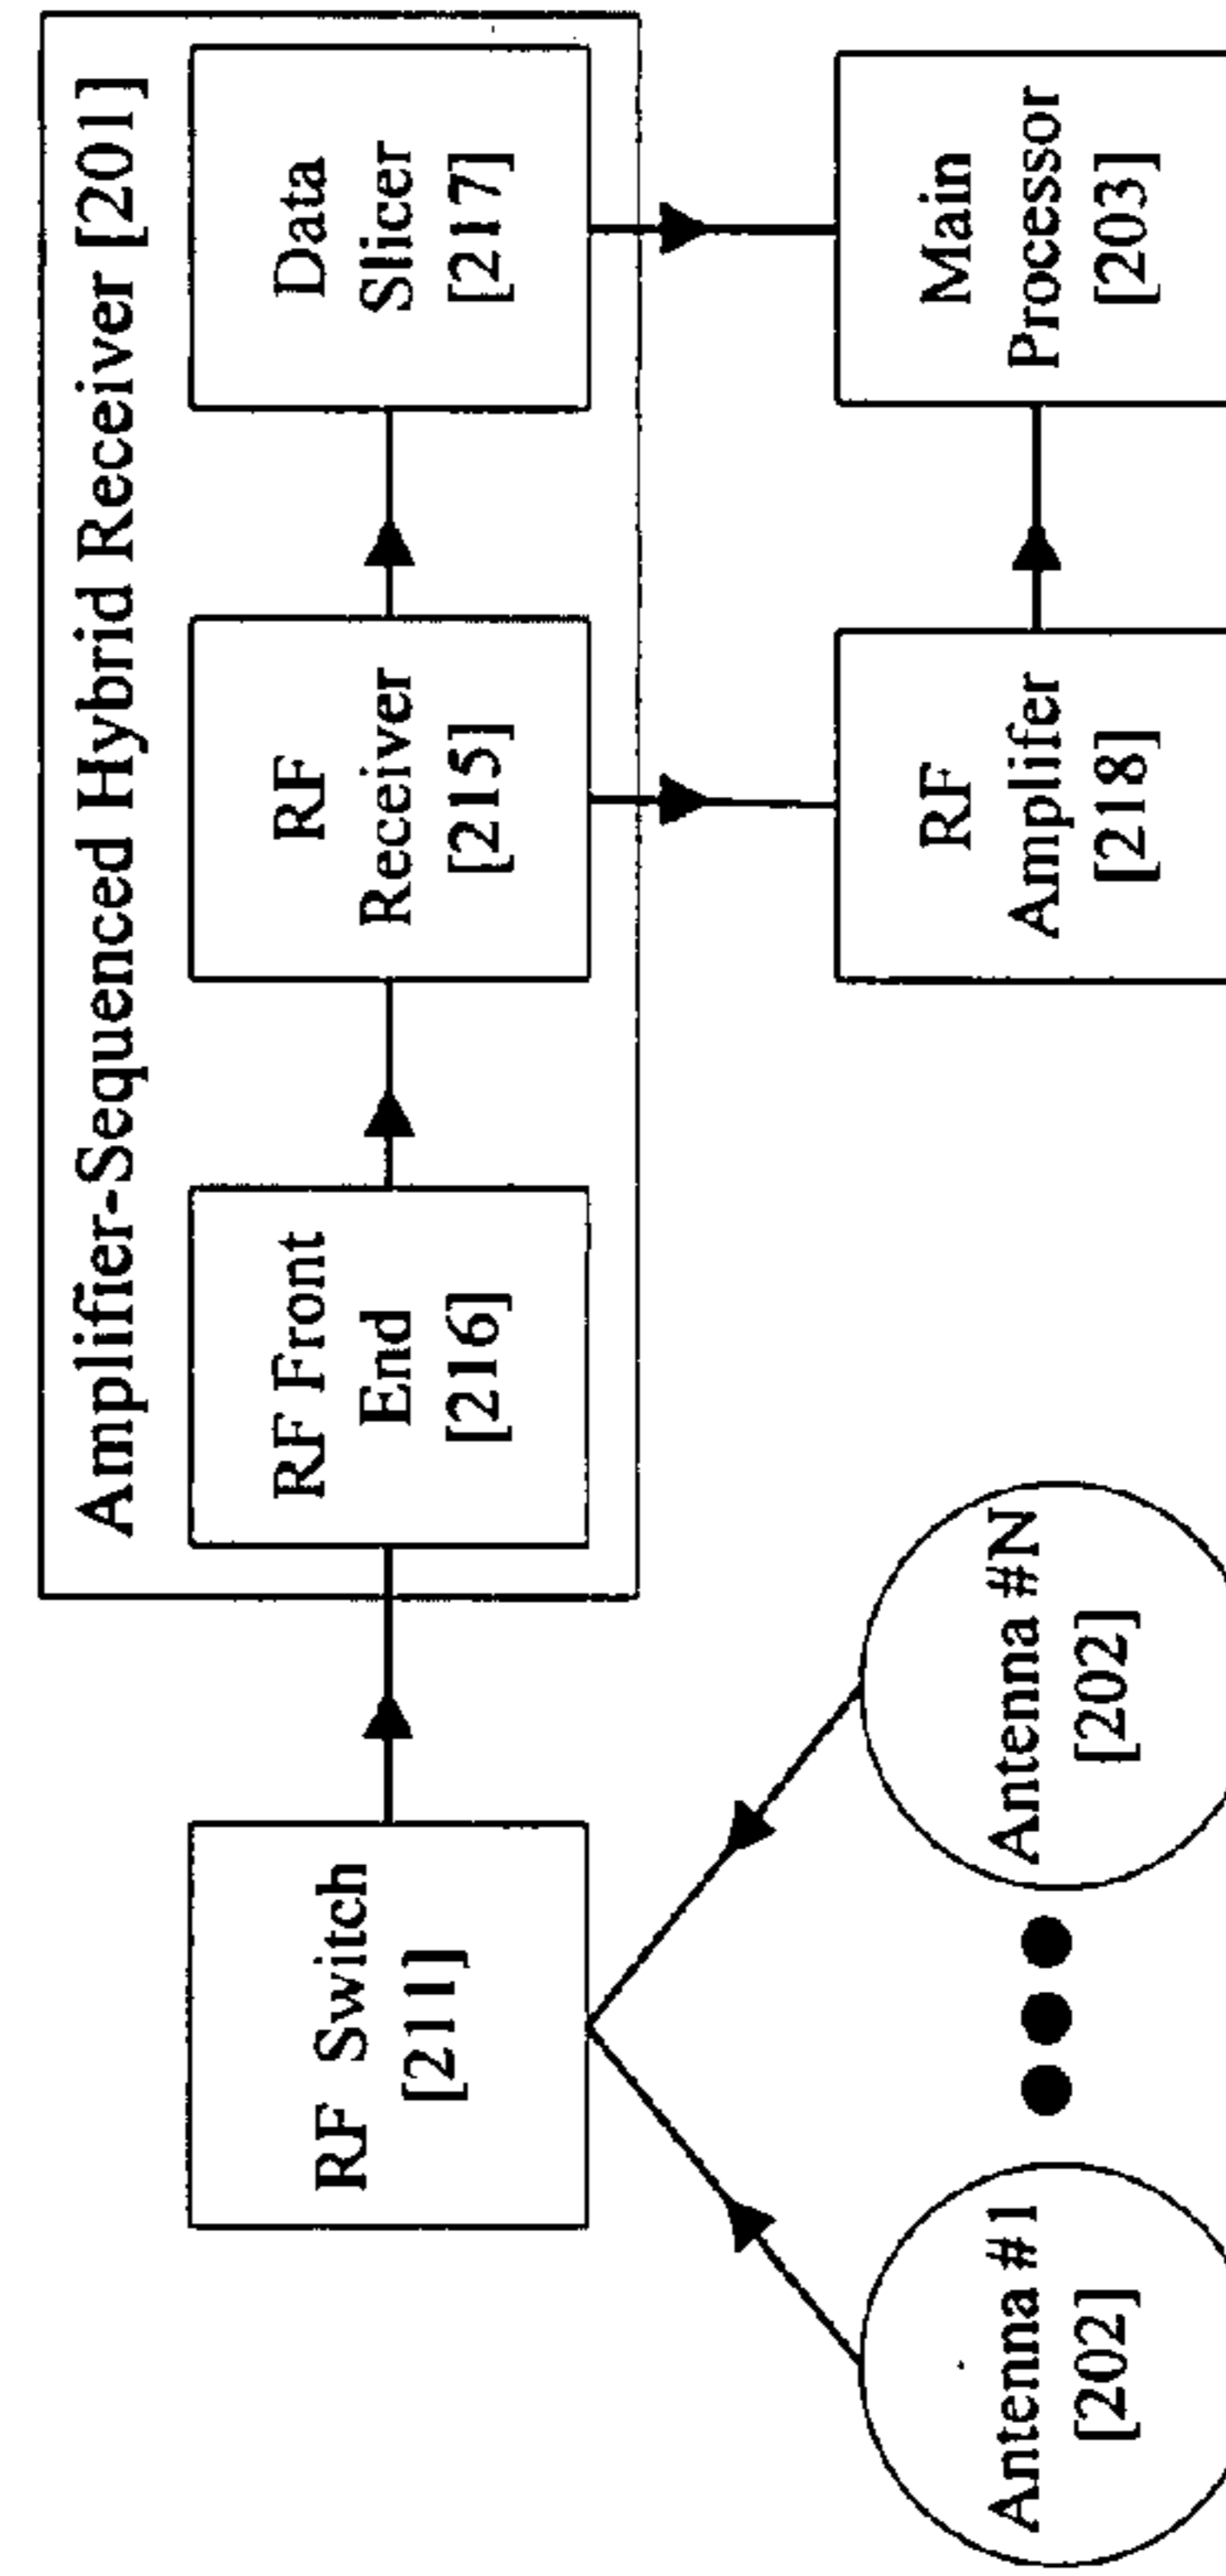 Amplifier-Sequenced Hybrid Receiver [201]
RF Switch
[211]
RF Front
End
[216]
RF
Receiver
[215]
Data
Slicer
[217]
Antenna #1
[202]
Antenna #N
[202]
RF
Amplifer
[218]
Main
Processor
[203]